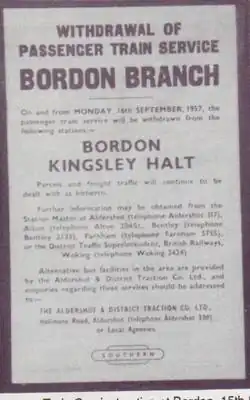 WITHDRAWAL OF
PASSENGER TRAIN SERVICE
BORDON BRANCH
On and from MONDAY 16th SEPTEMBER, 1957, the
passenger train service will be withdrawn from the
following stations:—
BORDON
KINGSLEY HALT
Parcels and freight traffic will continue to be
dealt with as hitherto.
Further information may be obtained from the
Station Master at Aldershot (telephone Aldershot 117),
Alton (telephone Alton Bentley (telephone
Bentley Farnham (telephone Farnham
or the District Traffic Superintendent, British Railways,
Woking (telephone Woking
Alternative bus facilities in the area are provided
by the Aldershot & District Traction Co. Ltd., and
enquiries regarding these services should be addressed
to:—
THE ALDERSHOT & DISTRICT TRACTION CO. LTD.,
Halimote Road, Aldershot (telephone Aldershot
or Local Agencies.
SOUTHERN
at Bordon, 15th